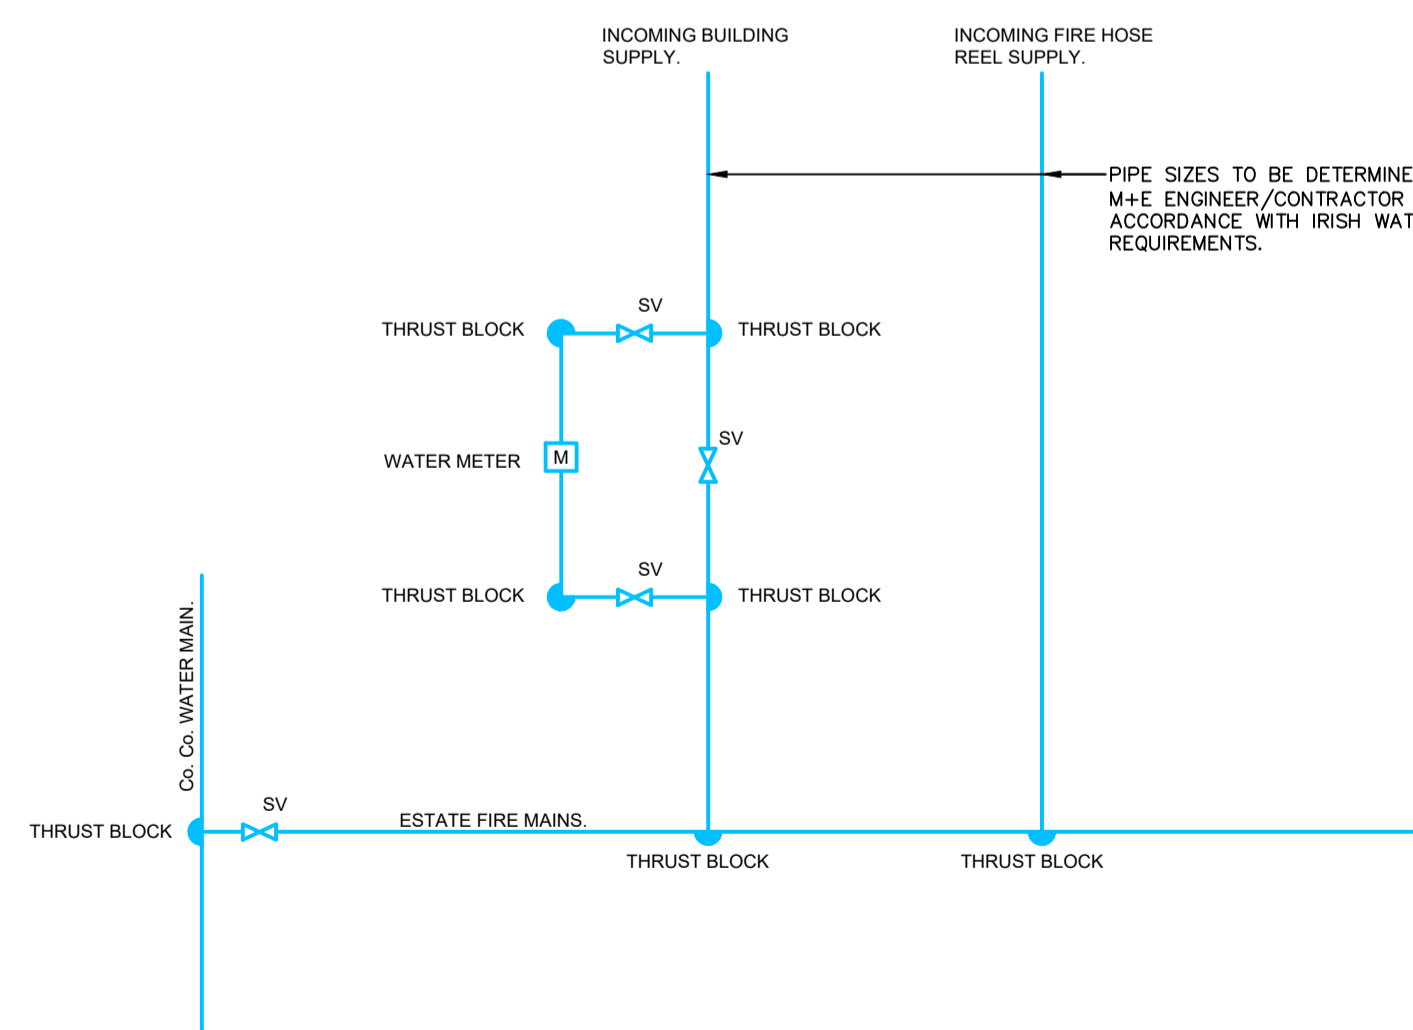 INCOMING BUILDING
SUPPLY.
INCOMING FIRE HOSE
REEL SUPPLY.
PIPE SIZES TO BE DETERMINE
M+E ENGINEER/CONTRACTOR
ACCORDANCE WITH IRISH WAT
REQUIREMENTS.
SV
THRUST BLOCK
THRUST BLOCK
SV
WATER METER
M
SV
THRUST BLOCK
THRUST BLOCK
Co. Co. WATER MAIN.
SV
ESTATE FIRE MAINS.
THRUST BLOCK
THRUST BLOCK
THRUST BLOCK